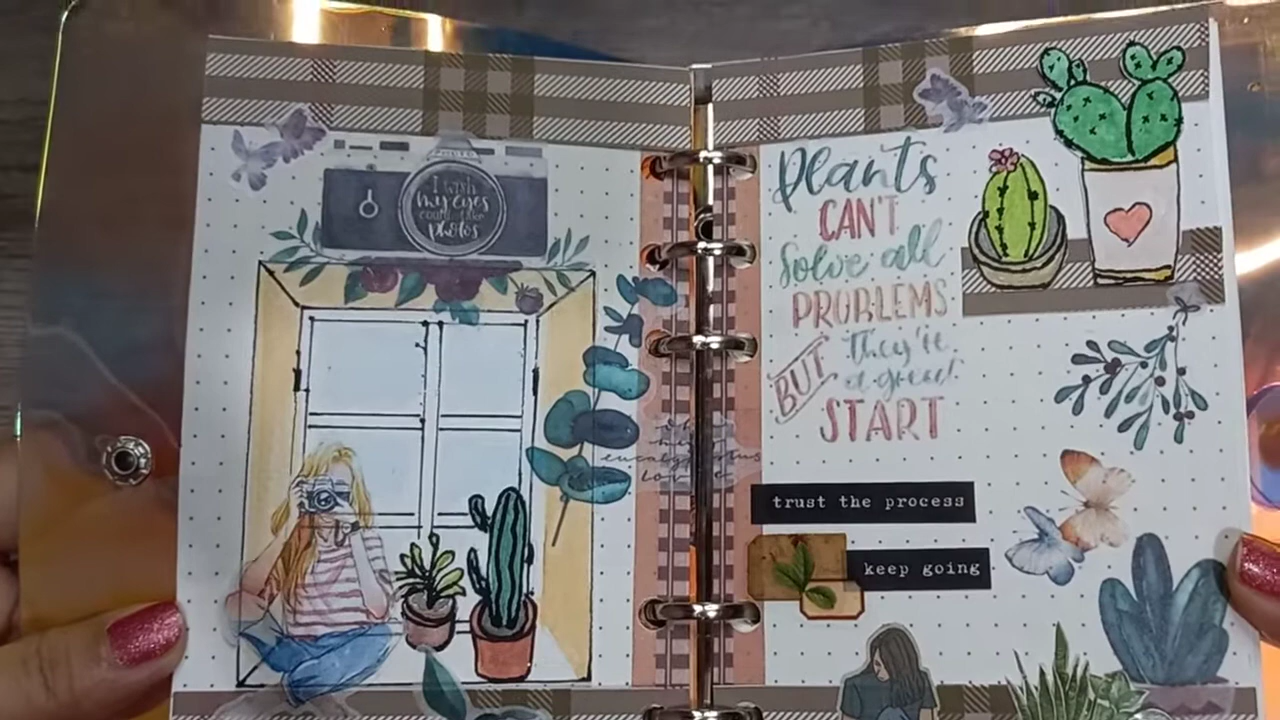 I wish
my eyes
could take
photos
Plants
CAN'T
Solve all
PROBLEMS
BUT they're
a great
START
eucalyptus
trust the process
keep going